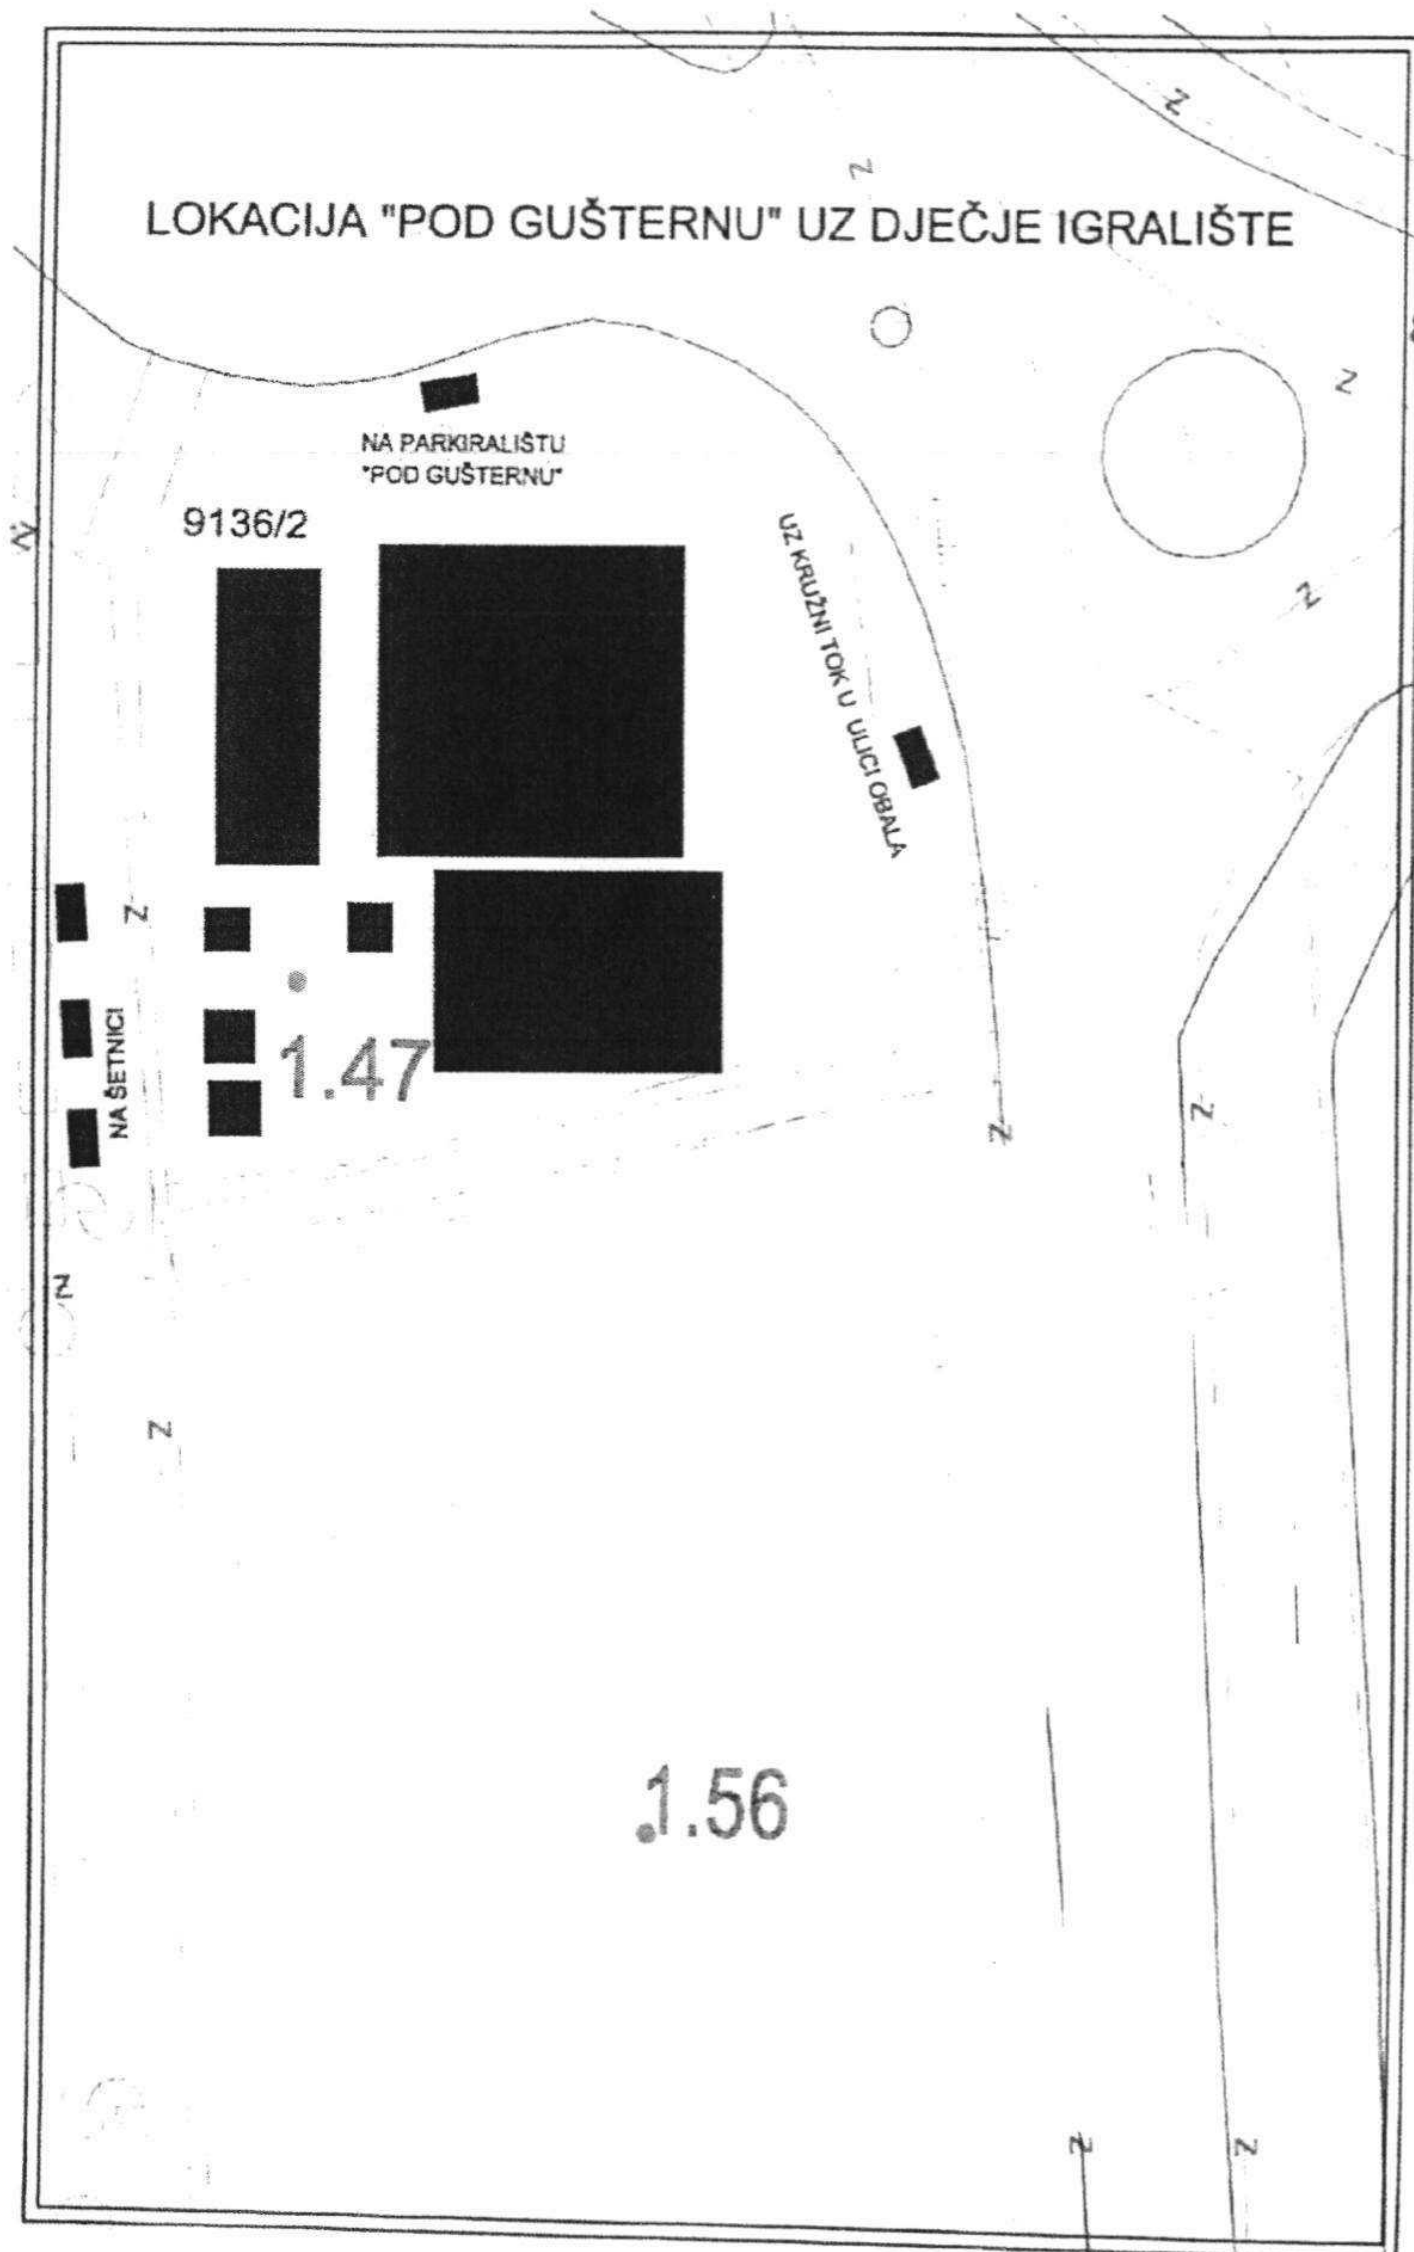 LOKACIJA "POD GUŠTERNU" UZ DJEČJE IGRALIŠTE
NA PARKIRALIŠTU
"POD GUŠTERNU"
9136/2
UZ KRUŽNI TOK U ULICI OBALA
NA ŠETNICI
1.47
1.56